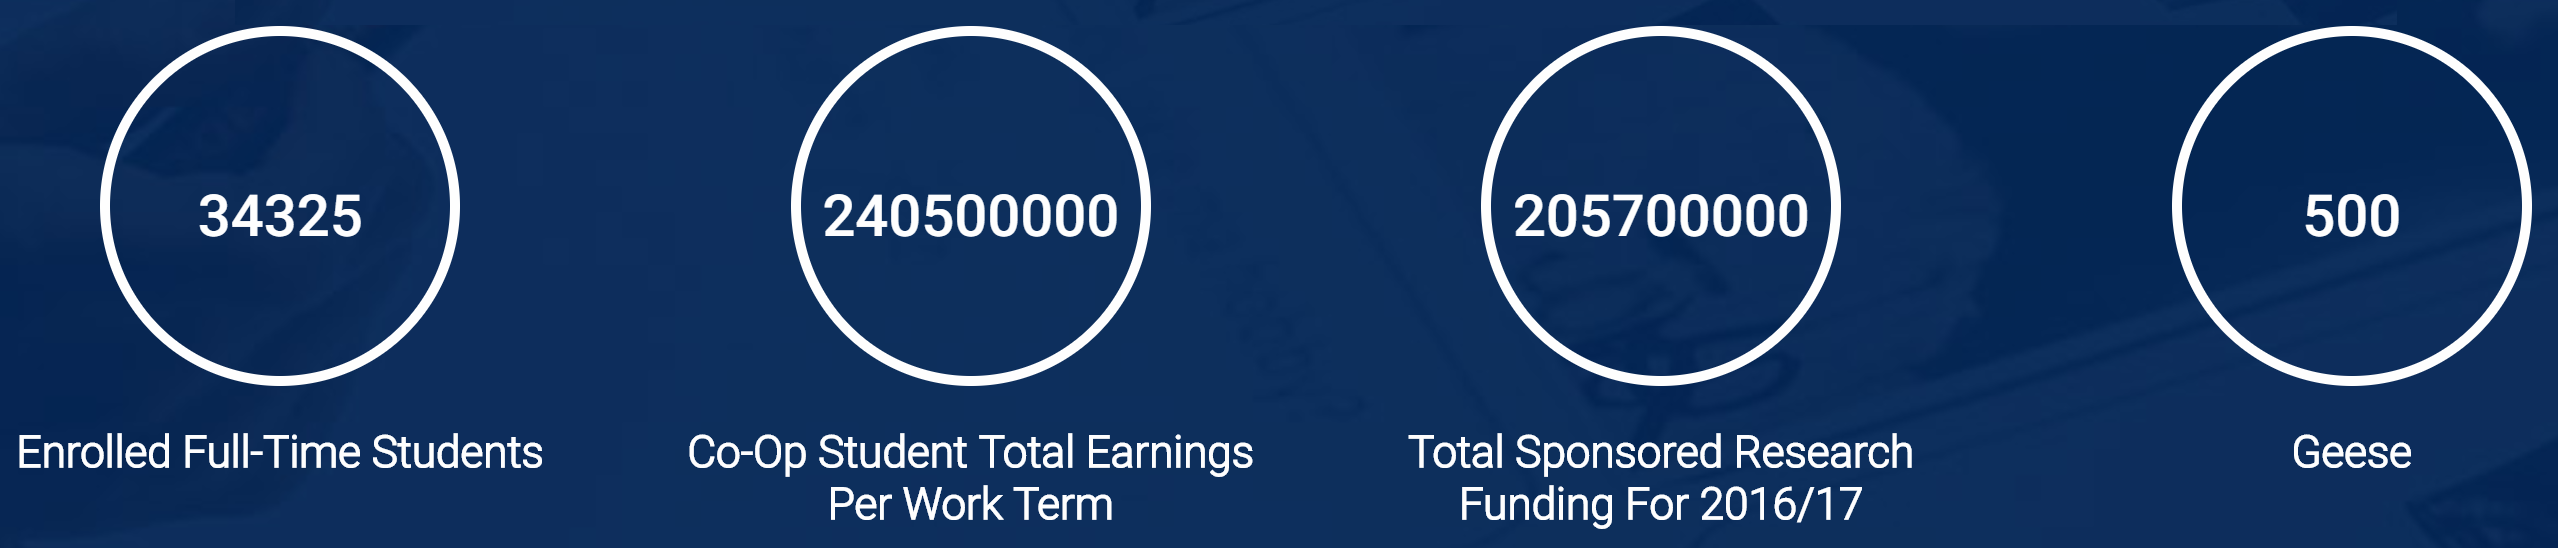 34325
Enrolled Full-Time Students
240500000
Co-Op Student Total Earnings
Per Work Term
205700000
Total Sponsored Research
Funding For 2016/17
500
Geese